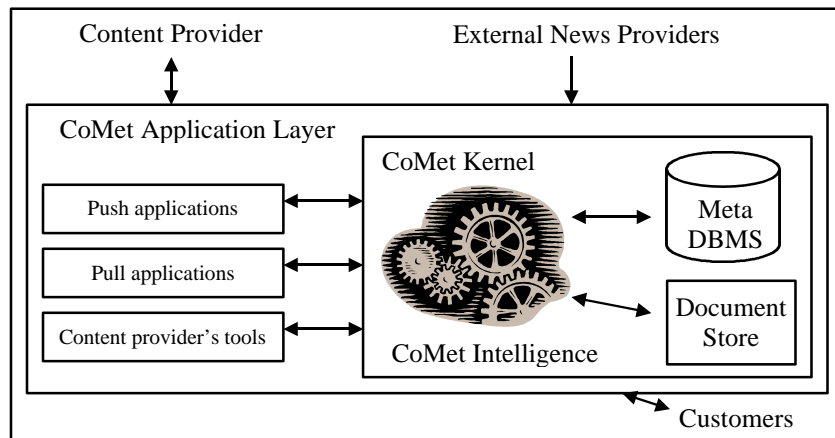 Content Provider
External News Providers
CoMet Application Layer
CoMet Kernel
Push applications
Pull applications
Content provider’s tools
Meta
DBMS
Document
Store
CoMet Intelligence
Customers